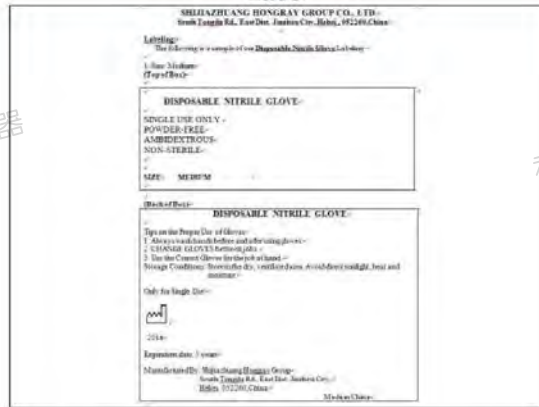 SHIJIAZHUANG HONGRAY GROUP CO., LTD
South Tongda Rd., East Dist. Jinzhou City, Hebei, 052260, China
Labeling:
The following is a sample of our Disposable Nitrile Glove Labeling
1. Size: Medium
(Top of Box)
DISPOSABLE NITRILE GLOVE
SINGLE USE ONLY
POWDER-FREE
AMBIDEXTROUS
NON-STERILE
SIZE: MEDIUM
(Back of Box)
DISPOSABLE NITRILE GLOVE
Tips on the Proper Use of Gloves
1. Always wash hands before and after using gloves
2. CHANGE GLOVES between jobs
3. Use the Correct Gloves for the job at hand
Storage Conditions: Store in the dry, ventilate Avoid direct sunlight, heat and
moisture
Only for Single Use
Expiration date: 3 years
Manufactured By: Shijiazhuang Hongray Group
South Tongda Rd., East Dist. Jinzhou City,
Hebei, 052260, China
Made in China
器